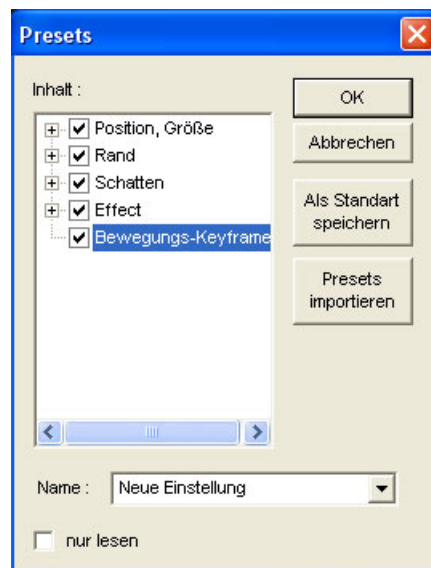 Presets
Inhalt :
Position, Größe
Rand
Schatten
Effect
Bewegungs-Keyframe
OK
Abbrechen
Als Standart
speichern
Presets
importieren
Name :
Neue Einstellung
nur lesen